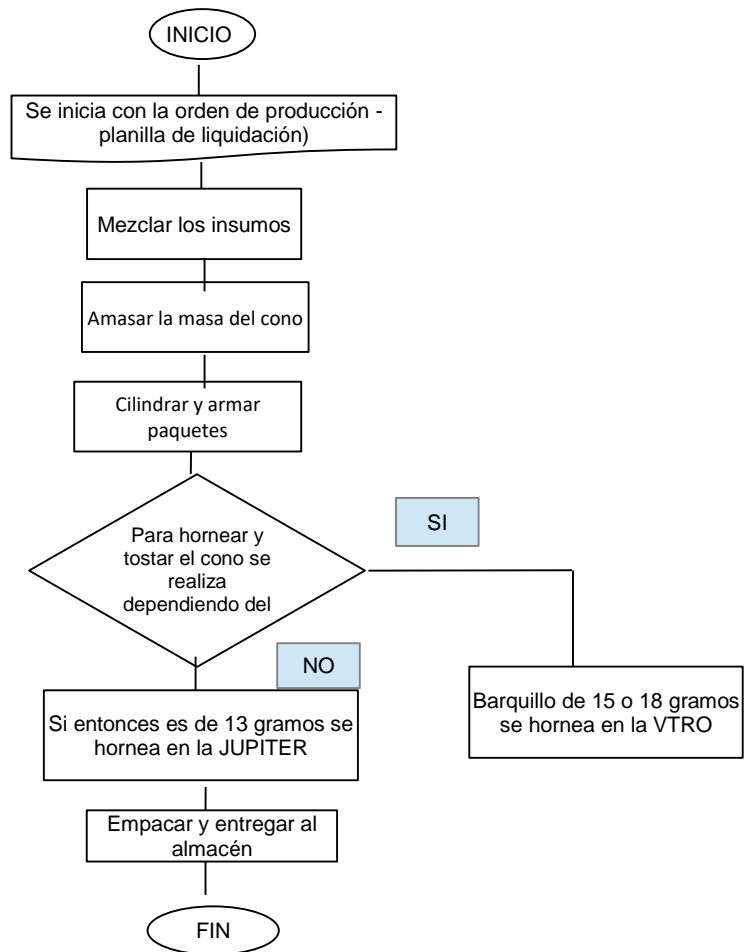 INICIO
Se inicia con la orden de producción -
planilla de liquidación)
Mezclar los insumos
Amasar la masa del cono
Cilindrar y armar
paquetes
Para hornear y
tostar el cono se
realiza
dependiendo del
SI
NO
Si entonces es de 13 gramos se
hornea en la JUPITER
Barquillo de 15 o 18 gramos
se hornea en la VTRO
Empacar y entregar al
almacén
FIN